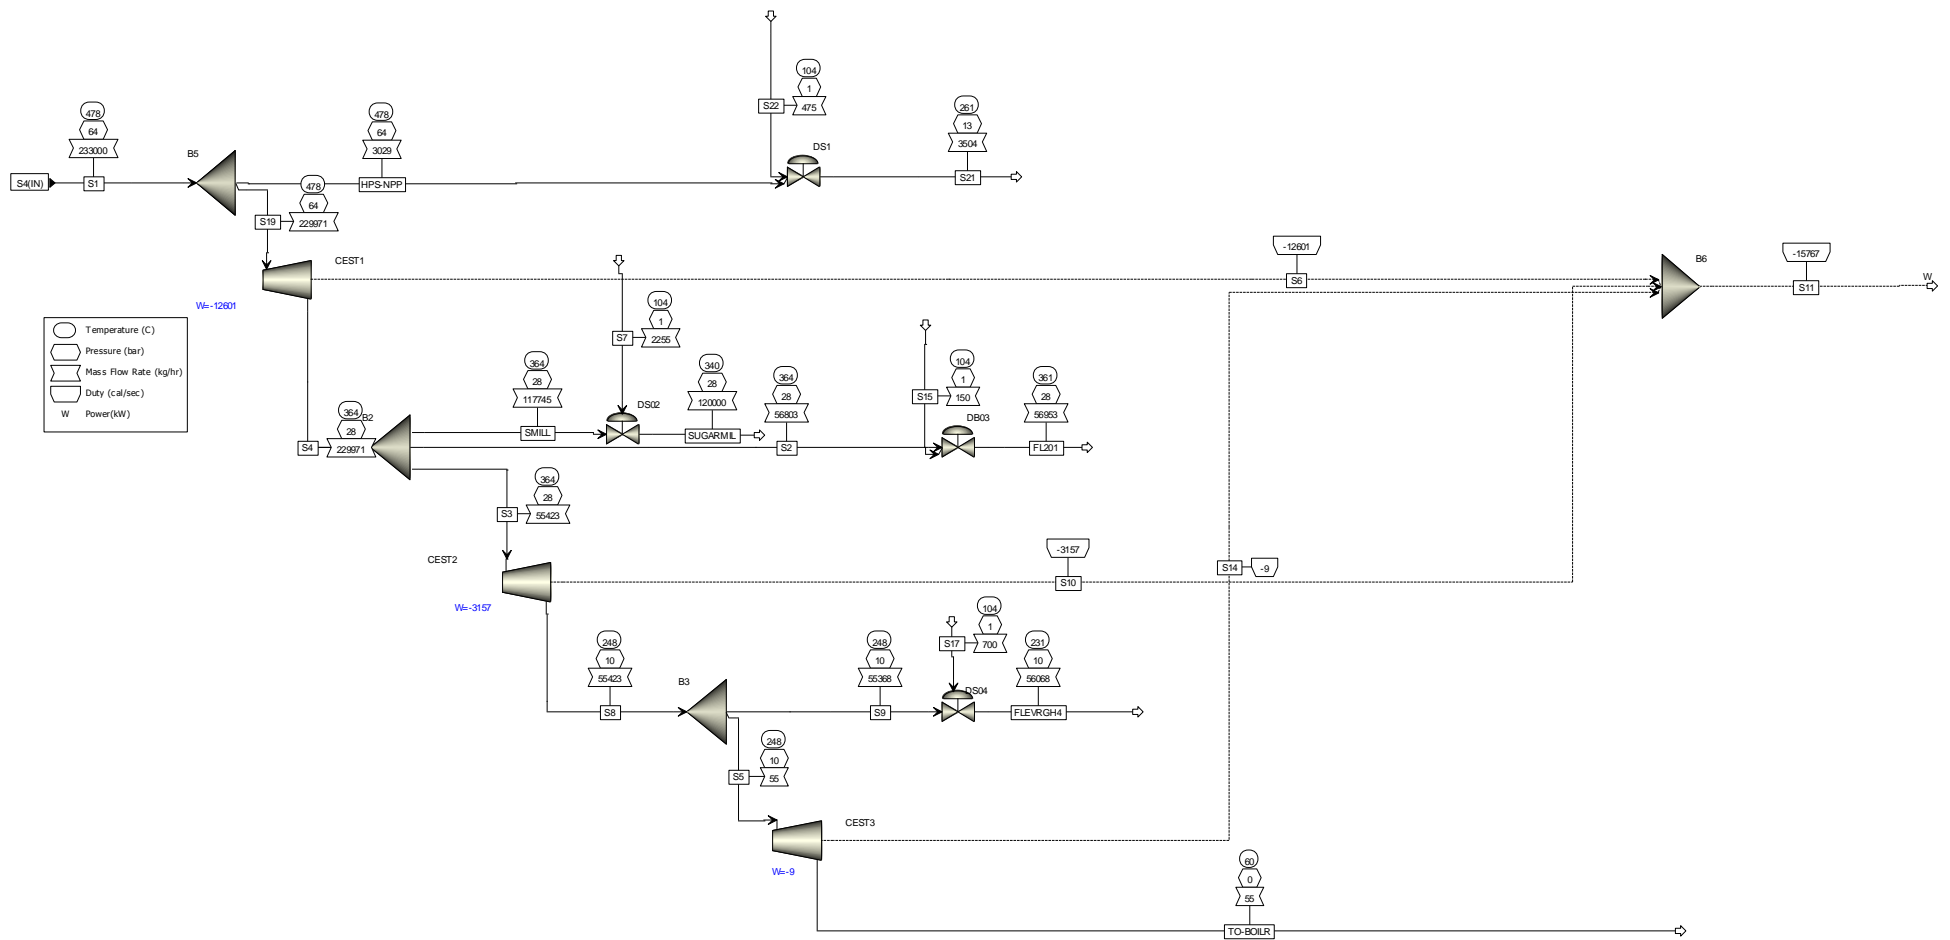 104
1
S22
475
DS1
478
64
233000
478
64
3029
261
13
3504
B5
S4(IN)
S1
HPS-NPP
S21
478
64
S19
229971
CEST1
W=-12601
-12601
S6
B6
-15767
S11
W
Temperature (C)
Pressure (bar)
Mass Flow Rate (kg/hr)
Duty (cal/sec)
W Power(kW)
104
1
S7
2255
364
28
117745
SMILL
DS02
340
28
120000
SUGARMIL
364
28
56803
S2
104
1
S15
150
DB03
361
28
56953
FL201
364
28
S4
229971
B2
364
28
S3
55423
CEST2
W=-3157
-3157
S10
S14
-9
248
10
55423
S8
B3
248
10
55368
S9
104
1
S17
700
DS04
231
10
56068
FLEVRGH4
248
10
S5
55
CEST3
W=-9
60
0
55
TO-BOILR